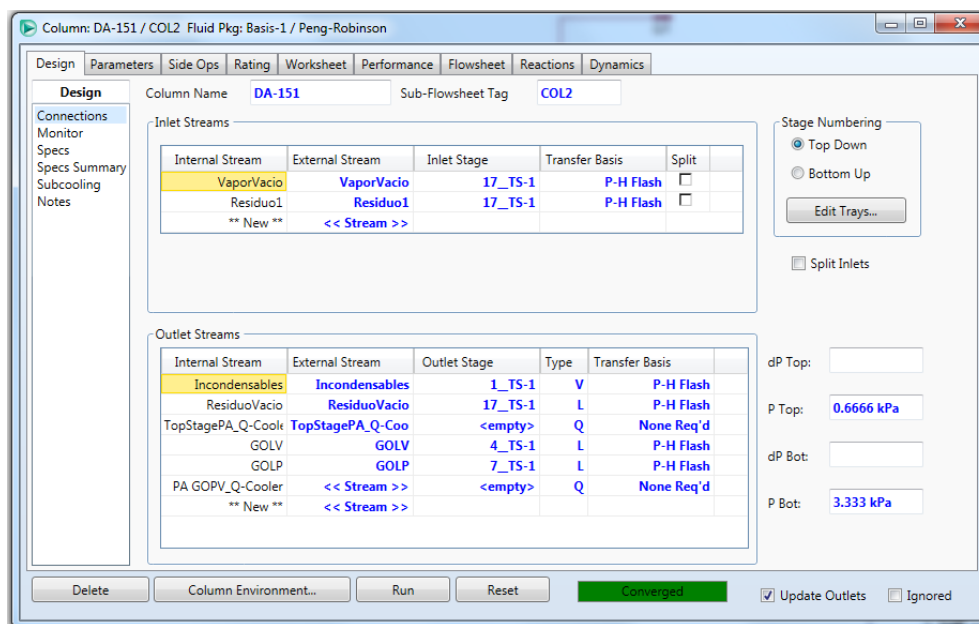 Column: DA-151 / COL2 Fluid Pkg: Basis-1 / Peng-Robinson
Design Parameters Side Ops Rating Worksheet Performance Flowsheet Reactions Dynamics
Design
Connections
Monitor
Specs
Specs Summary
Subcooling
Notes
Column Name DA-151 Sub-Flowsheet Tag COL2
Inlet Streams
Internal Stream External Stream Inlet Stage Transfer Basis Split
VaporVacio VaporVacio 17__TS-1 P-H Flash
Residuo1 Residuo1 17__TS-1 P-H Flash
** New ** << Stream >>
Stage Numbering
Top Down
Bottom Up
Edit Trays...
Split Inlets
Outlet Streams
Internal Stream External Stream Outlet Stage Type Transfer Basis
Incondensables Incondensables 1__TS-1 V P-H Flash
ResiduoVacio ResiduoVacio 17__TS-1 L P-H Flash
TopStagePA_Q-Coole TopStagePA_Q-Coo <empty> Q None Req'd
GOLV GOLV 4__TS-1 L P-H Flash
GOLP GOLP 7__TS-1 L P-H Flash
PA GOPV_Q-Cooler << Stream >> <empty> Q None Req'd
** New ** << Stream >>
dP Top:
P Top: 0.6666 kPa
dP Bot:
P Bot: 3.333 kPa
Delete Column Environment... Run Reset Converged Update Outlets Ignored